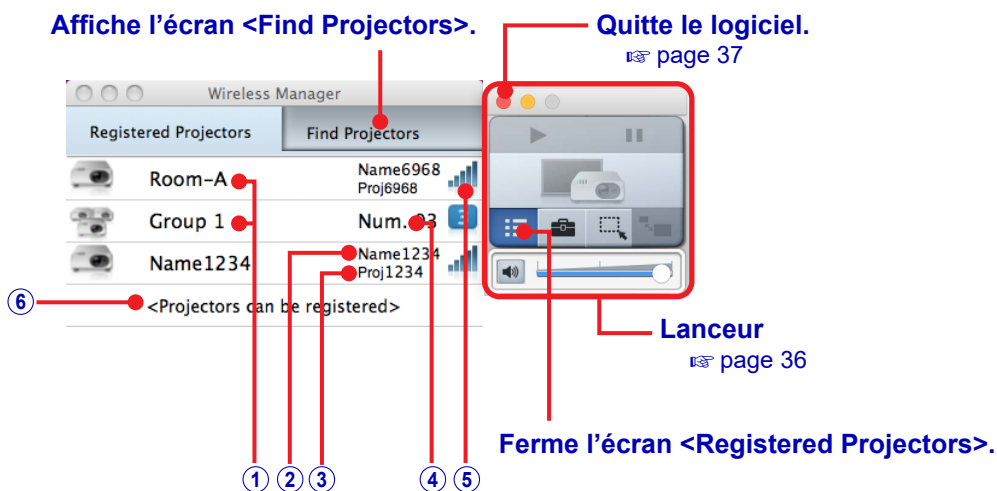 Affiche l’écran <Find Projectors>.
Quitte le logiciel.
☞ page 37
Wireless Manager
Registered Projectors
Find Projectors
Room-A
Name6968
Proj6968
Group 1
Num. 03
3
Name1234
Name1234
Proj1234
6
<Projectors can be registered>
Lanceur
☞ page 36
Ferme l’écran <Registered Projectors>.
1 2 3 4 5